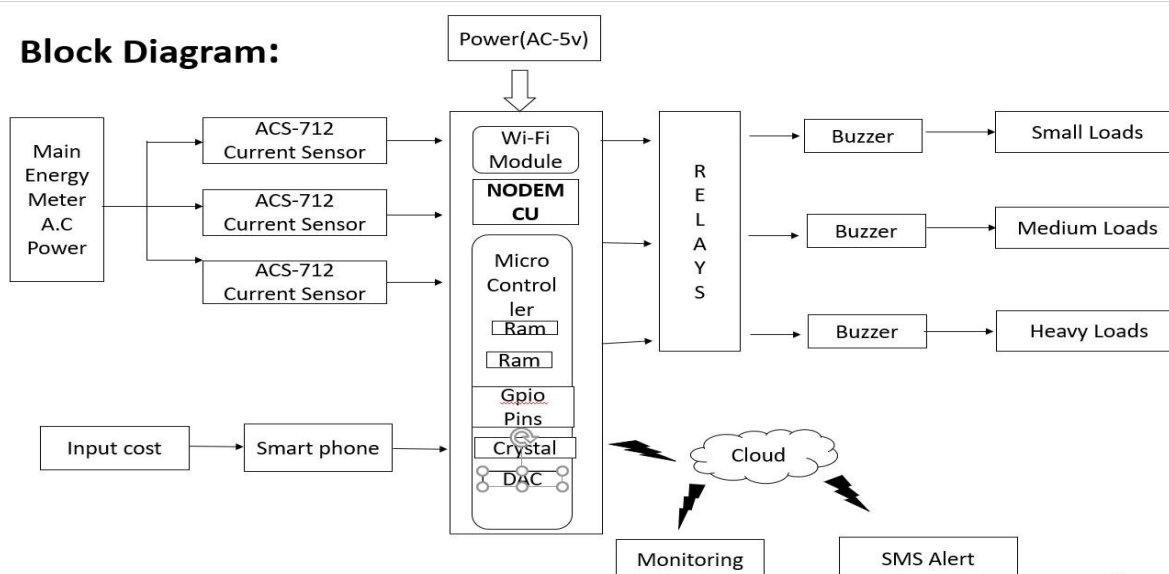 Block Diagram:
Power(AC-5v)
Main
Energy
Meter
A.C
Power
ACS-712
Current Sensor
ACS-712
Current Sensor
ACS-712
Current Sensor
Input cost
Smart phone
Wi-Fi
Module
NODEM
CU
Micro
Control
ler
Ram
Ram
Gpio
Pins
Crystal
DAC
R
E
L
A
Y
S
Buzzer
Small Loads
Buzzer
Medium Loads
Buzzer
Heavy Loads
Cloud
Monitoring
SMS Alert